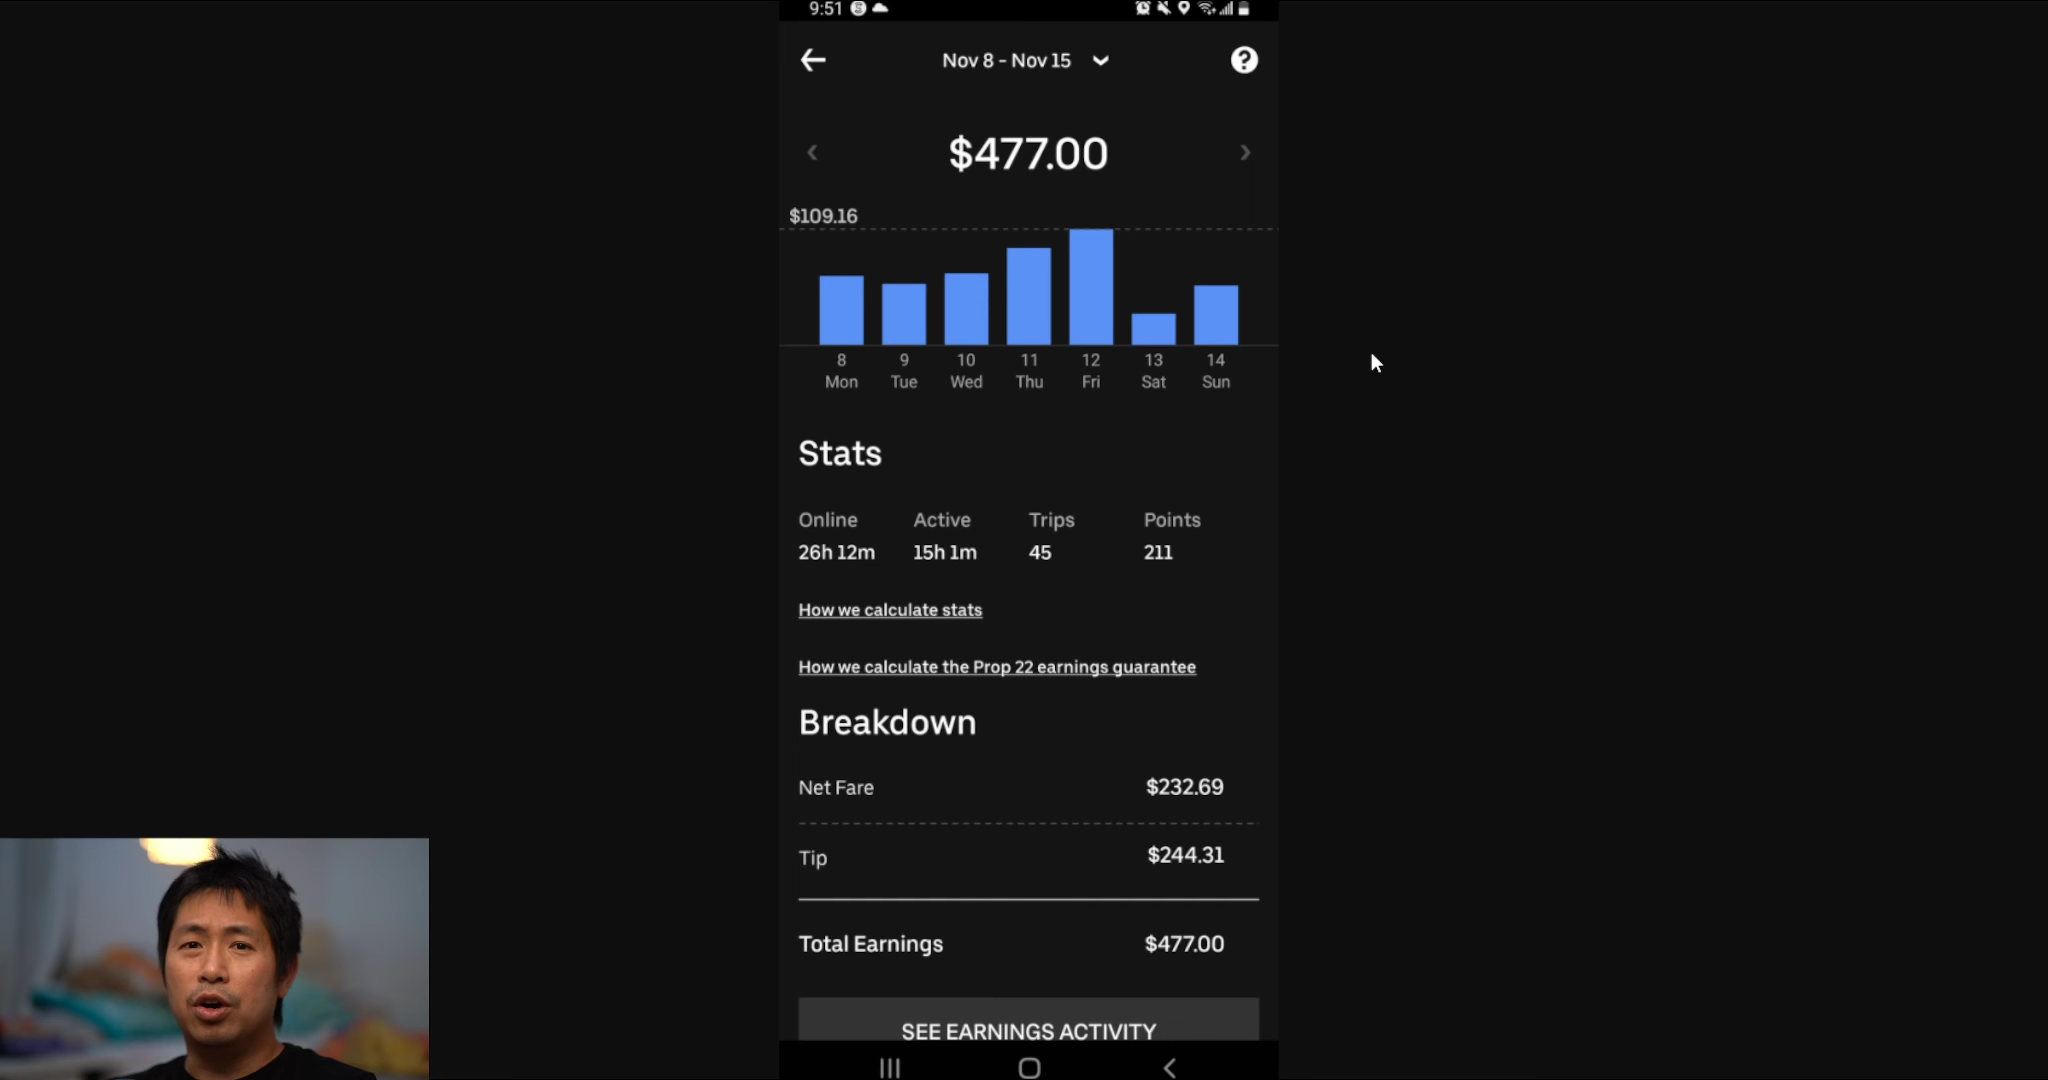 9:51
Nov 8 - Nov 15
$477.00
$109.16
8 9 10 11 12 13 14
Mon Tue Wed Thu Fri Sat Sun
Stats
Online Active Trips Points
26h 12m 15h 1m 45 211
How we calculate stats
How we calculate the Prop 22 earnings guarantee
Breakdown
Net Fare $232.69
Tip $244.31
Total Earnings $477.00
SEE EARNINGS ACTIVITY